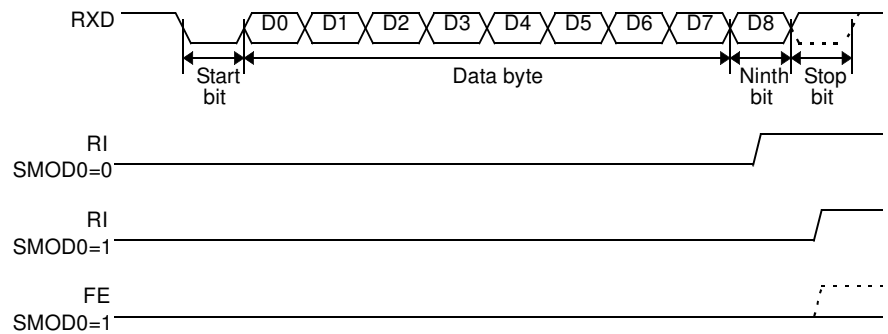 RXD
D0 D1 D2 D3 D4 D5 D6 D7 D8
Start bit
Data byte
Ninth bit
Stop bit
RI
SMOD0=0
RI
SMOD0=1
FE
SMOD0=1